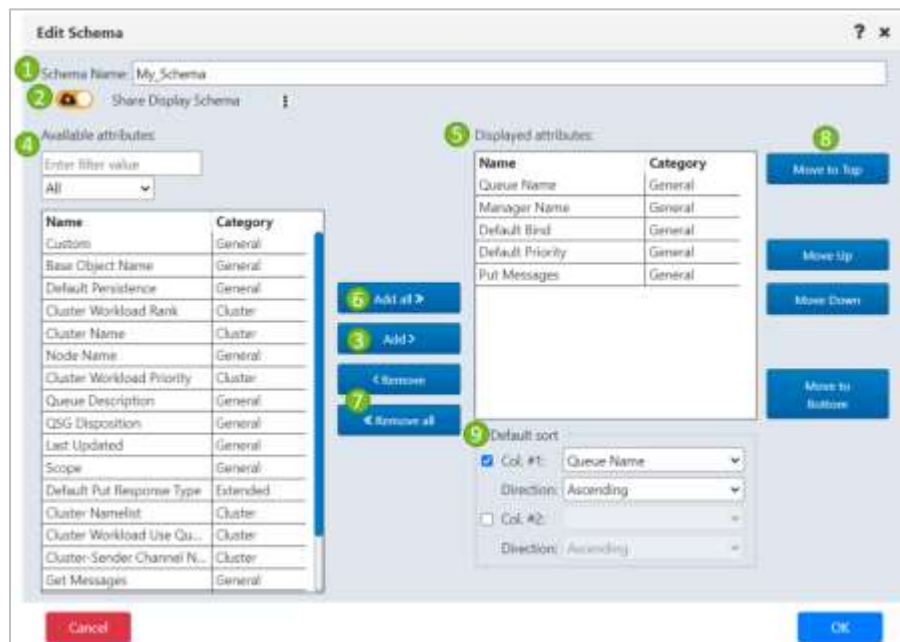 Edit Schema ? ×
1 Schema Name: My_Schema
2 Share Display Schema
4 Available attributes:
Enter filter value
All
Name Category
Custom General
Base Object Name General
Default Persistence General
Cluster Workload Rank Cluster
Cluster Name Cluster
Node Name General
Cluster Workload Priority Cluster
Queue Description General
QSG Disposition General
Last Updated General
Scope General
Default Put Response Type Extended
Cluster Namelist Cluster
Cluster Workload Use Qu... Cluster
Cluster-Sender Channel N... Cluster
Get Messages General
6 Add all >>
3 Add >
< Remove
7 << Remove all
5 Displayed attributes:
Name Category
Queue Name General
Manager Name General
Default Bind General
Default Priority General
Put Messages General
8
Move to Top
Move Up
Move Down
Move to
Bottom
9 Default sort
Col. #1: Queue Name
Direction: Ascending
Col. #2:
Direction: Ascending
Cancel OK